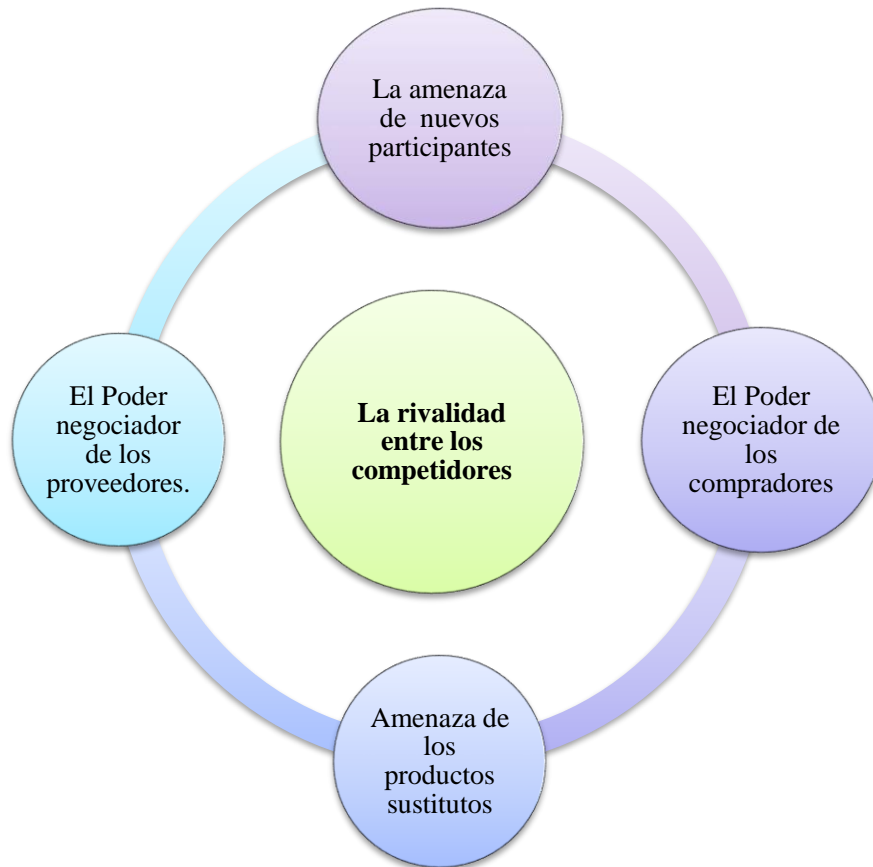 La amenaza
de nuevos
participantes
El Poder
negociador
de los
proveedores.
La rivalidad
entre los
competidores
El Poder
negociador de
los
compradores
Amenaza de
los
productos
sustitutos